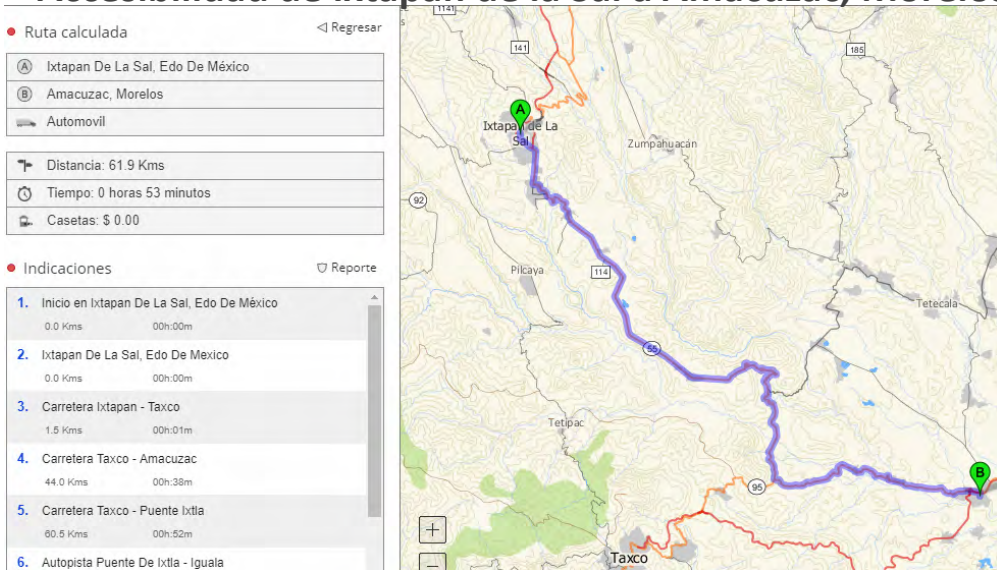 Ruta calculada
Regresar
A Ixtapan De La Sal, Edo De México
B Amacuzac, Morelos
Automovil
Distancia: 61.9 Kms
Tiempo: 0 horas 53 minutos
Casetas: $ 0.00
Indicaciones
Reporte
1. Inicio en Ixtapan De La Sal, Edo De México
0.0 Kms 00h:00m
2. Ixtapan De La Sal, Edo De Mexico
0.0 Kms 00h:00m
3. Carretera Ixtapan - Taxco
1.5 Kms 00h:01m
4. Carretera Taxco - Amacuzac
44.0 Kms 00h:38m
5. Carretera Taxco - Puente Ixtla
60.5 Kms 00h:52m
6. Autopista Puente De Ixtla - Iguala
1141
141
185
A
Ixtapan de La
Sal
Zumpahuacán
92
Pilcaya
114
Tetecala
55
Tetipac
95
B
Taxco
+
−